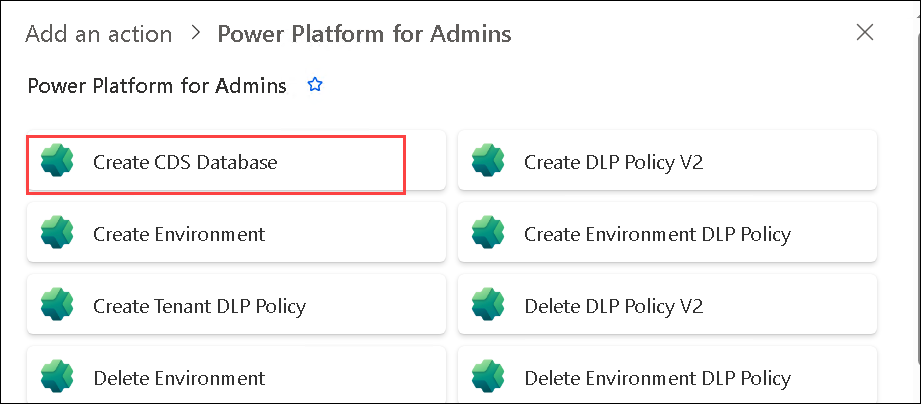 Add an action > Power Platform for Admins
Power Platform for Admins
Create CDS Database
Create DLP Policy V2
Create Environment
Create Environment DLP Policy
Create Tenant DLP Policy
Delete DLP Policy V2
Delete Environment
Delete Environment DLP Policy